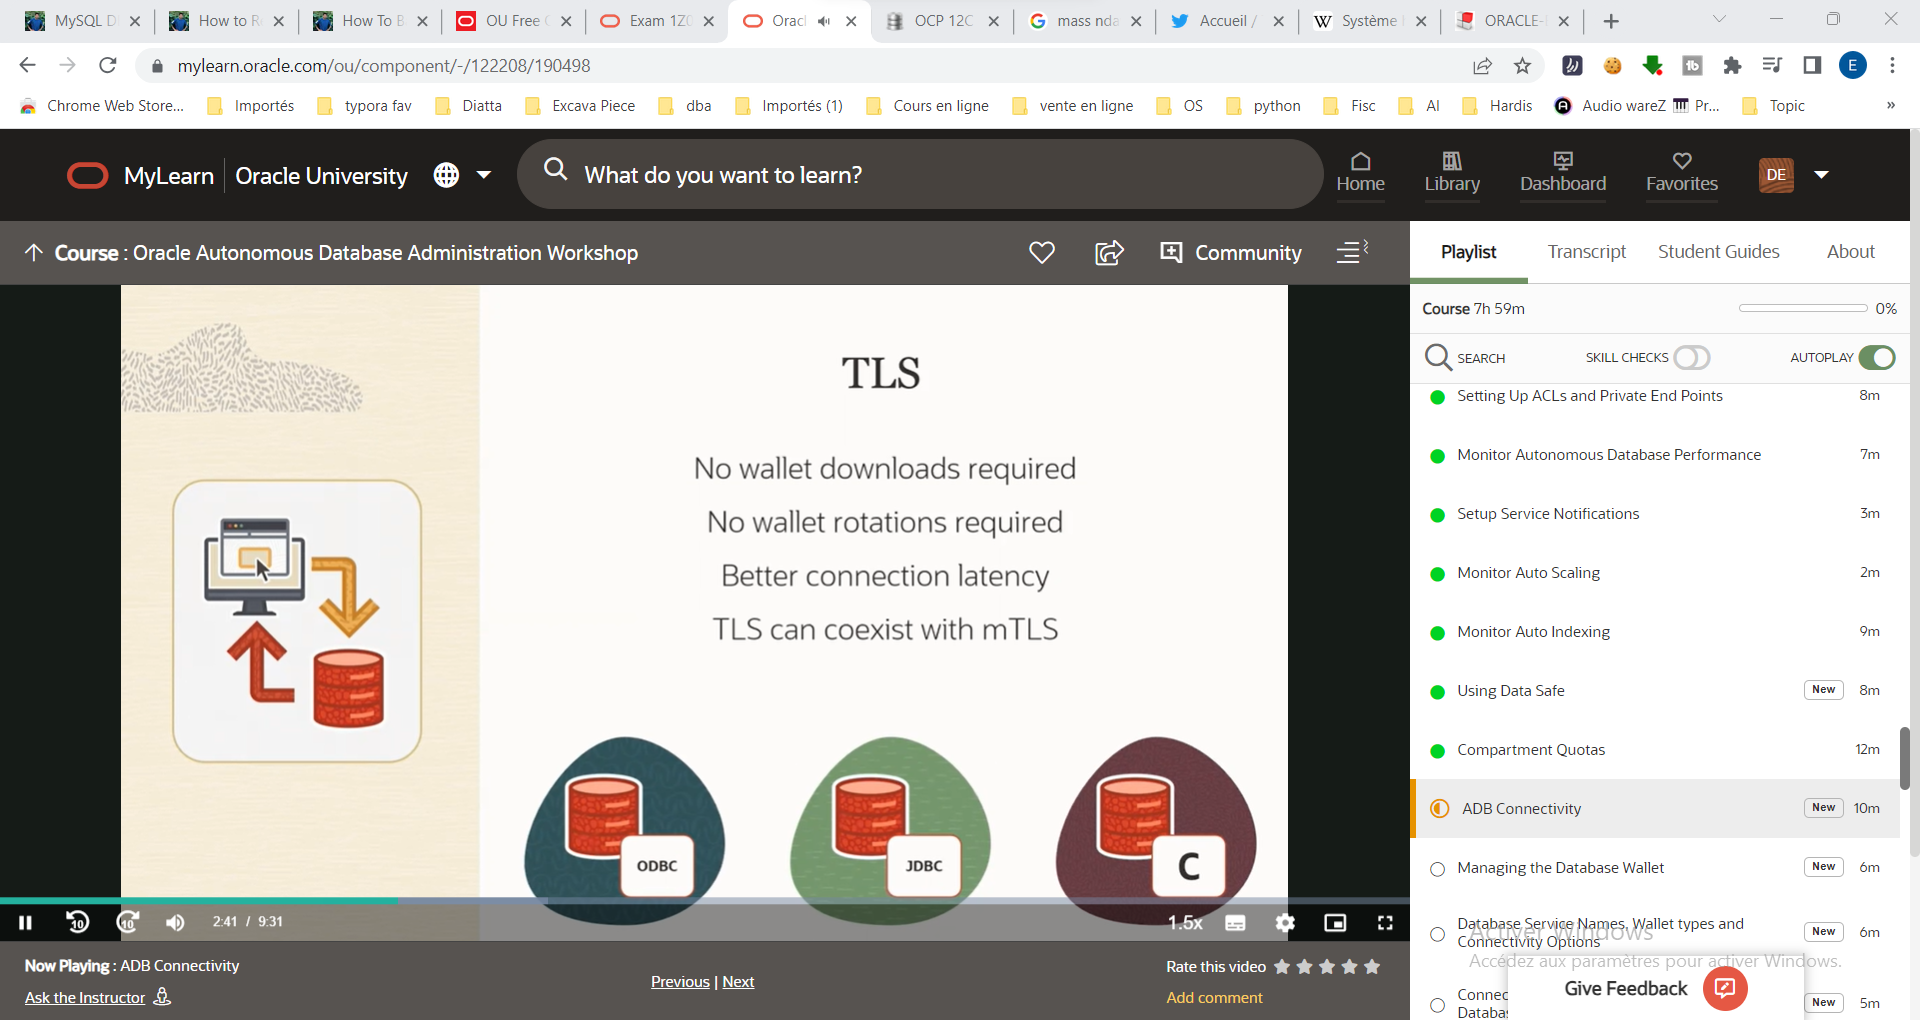 MySQL D
How to R
How To B
OU Free
Exam 1Z0
Orac
OCP 12C
mass nda
Accueil /
Système
ORACLE-
mylearn.oracle.com/ou/component/-/122208/190498
E
Chrome Web Store...
Importés
typora fav
Diatta
Excava Piece
dba
Importés (1)
Cours en ligne
vente en ligne
OS
python
Fisc
AI
Hardis
Audio wareZ
Pr...
Topic
»
MyLearn
Oracle University
What do you want to learn?
Home
Library
Dashboard
Favorites
DE
Course : Oracle Autonomous Database Administration Workshop
Community
Playlist
Transcript
Student Guides
About
Course 7h 59m
0%
SEARCH
SKILL CHECKS
AUTOPLAY
TLS
No wallet downloads required
No wallet rotations required
Better connection latency
TLS can coexist with mTLS
ODBC
JDBC
C
Setting Up ACLs and Private End Points 8m
Monitor Autonomous Database Performance 7m
Setup Service Notifications 3m
Monitor Auto Scaling 2m
Monitor Auto Indexing 9m
Using Data Safe New 8m
Compartment Quotas 12m
ADB Connectivity New 10m
Managing the Database Wallet New 6m
Database Service Names, Wallet types and
Connectivity Options New 6m
Activer Windows
Accédez aux paramètres pour activer Windows.
Connec
Databas
New 5m
Give Feedback
10
10
2:41 / 9:31
1.5x
Now Playing : ADB Connectivity
Ask the Instructor
Previous | Next
Rate this video
Add comment